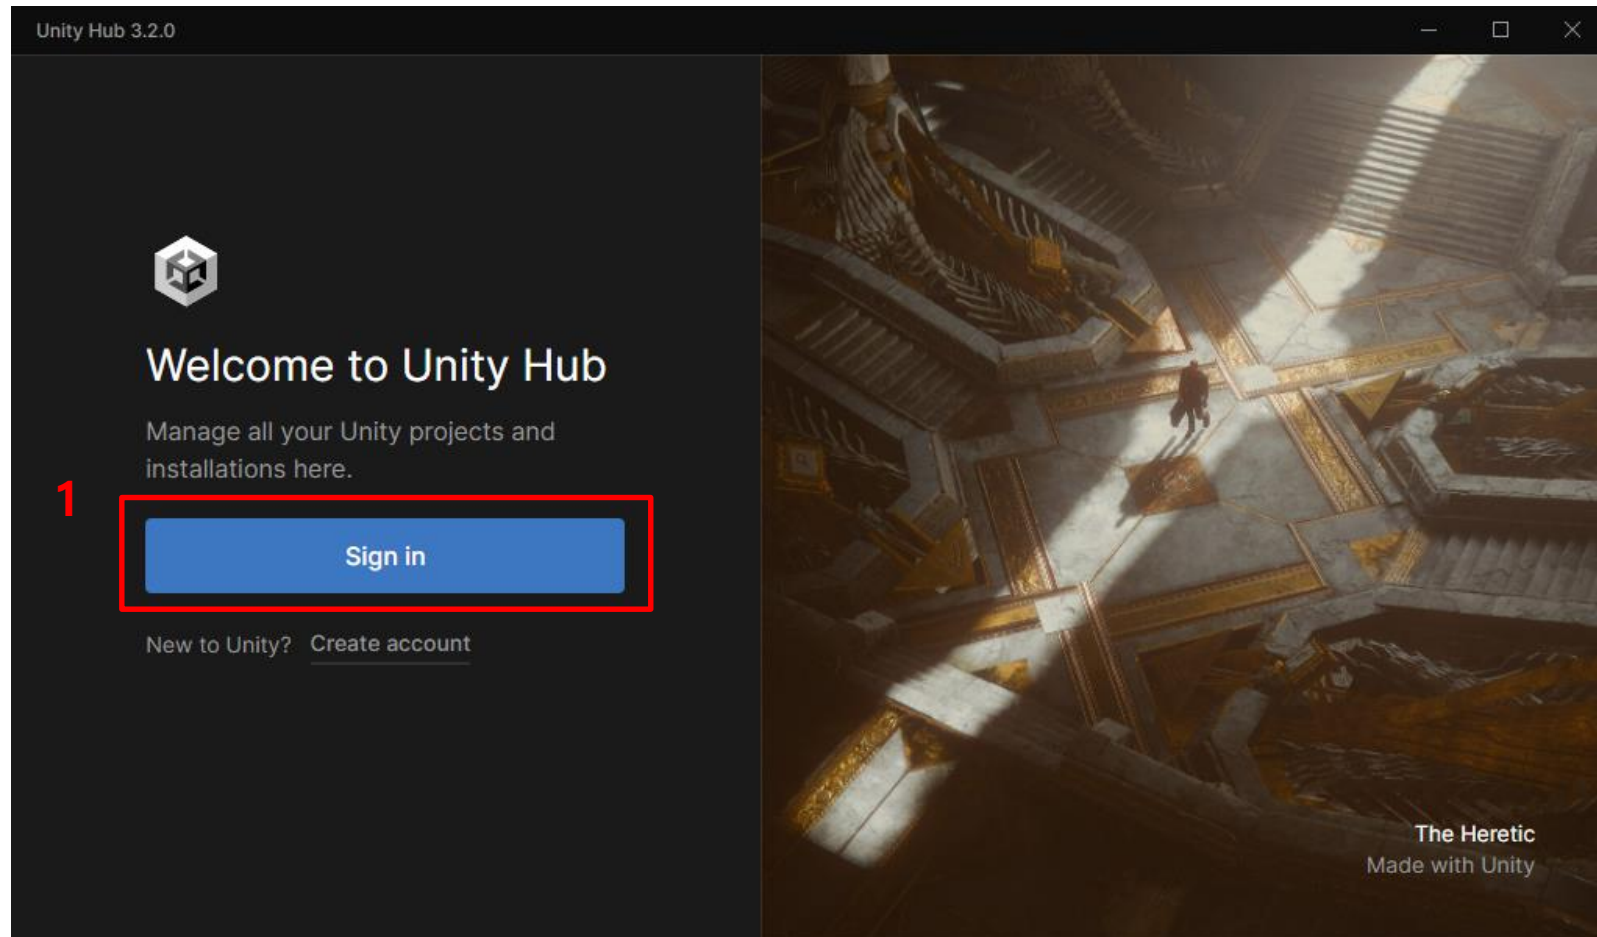 Unity Hub 3.2.0
Welcome to Unity Hub
Manage all your Unity projects and
installations here.
1
Sign in
New to Unity? Create account
The Heretic
Made with Unity